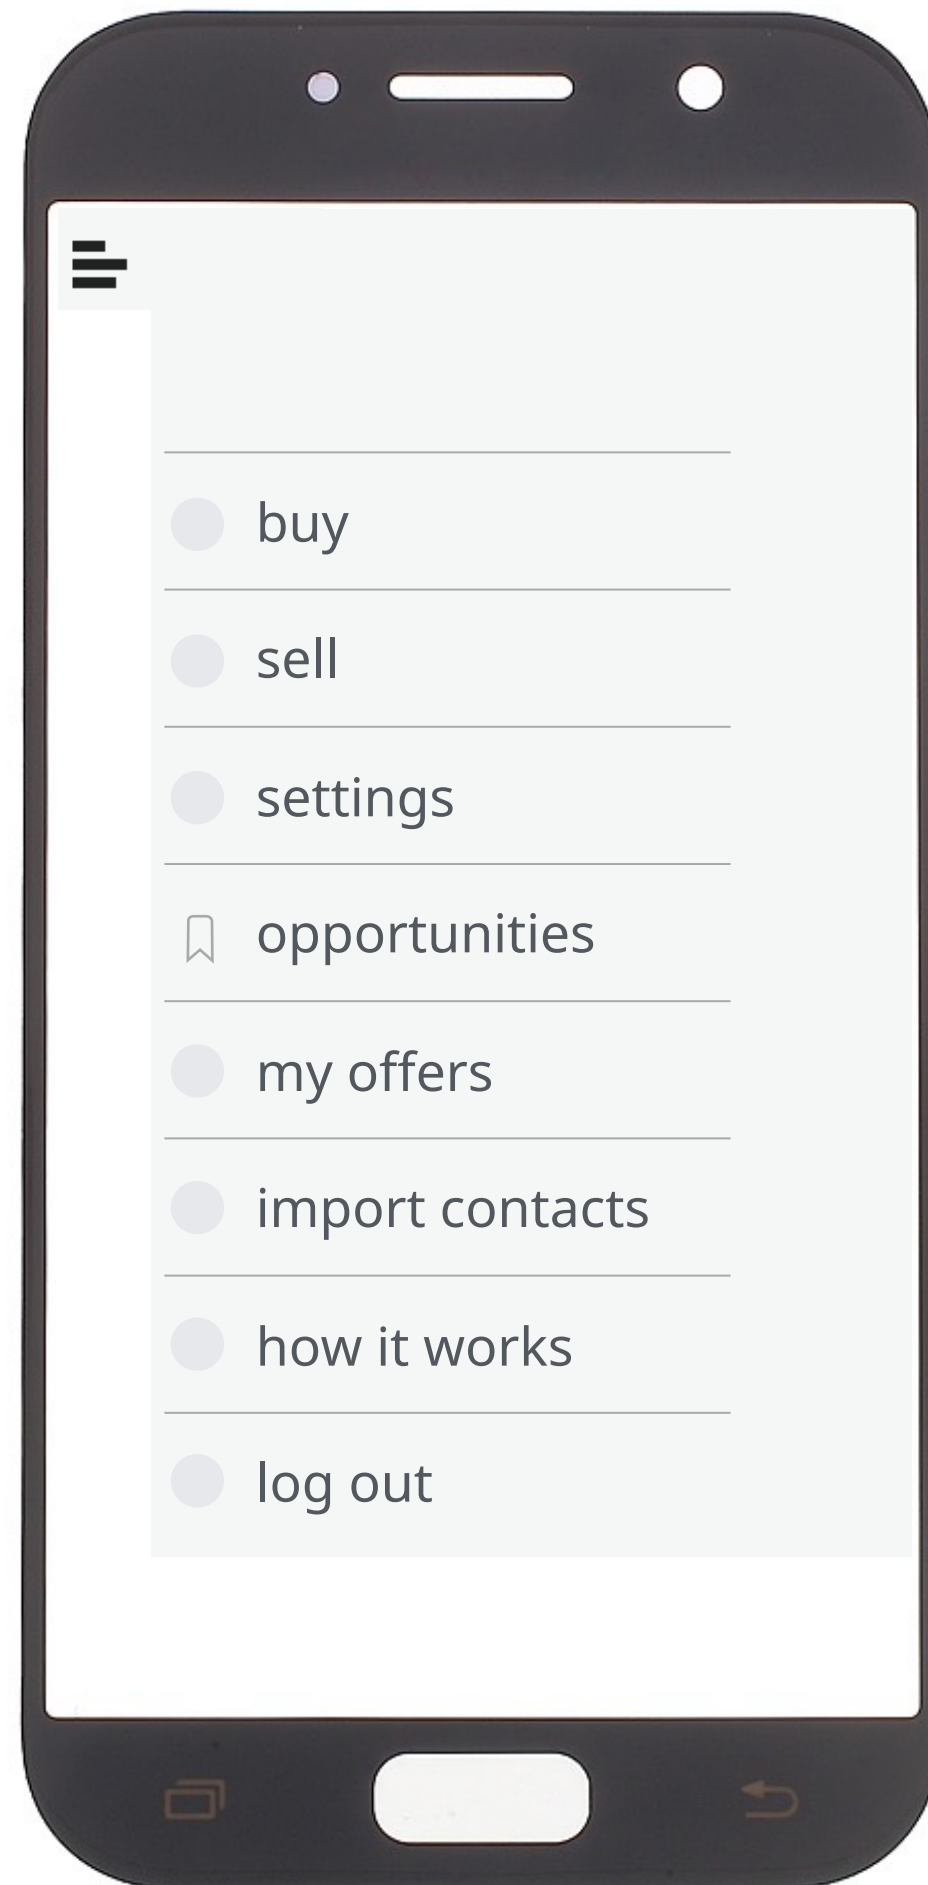 buy
sell
settings
opportunities
my offers
import contacts
how it works
log out